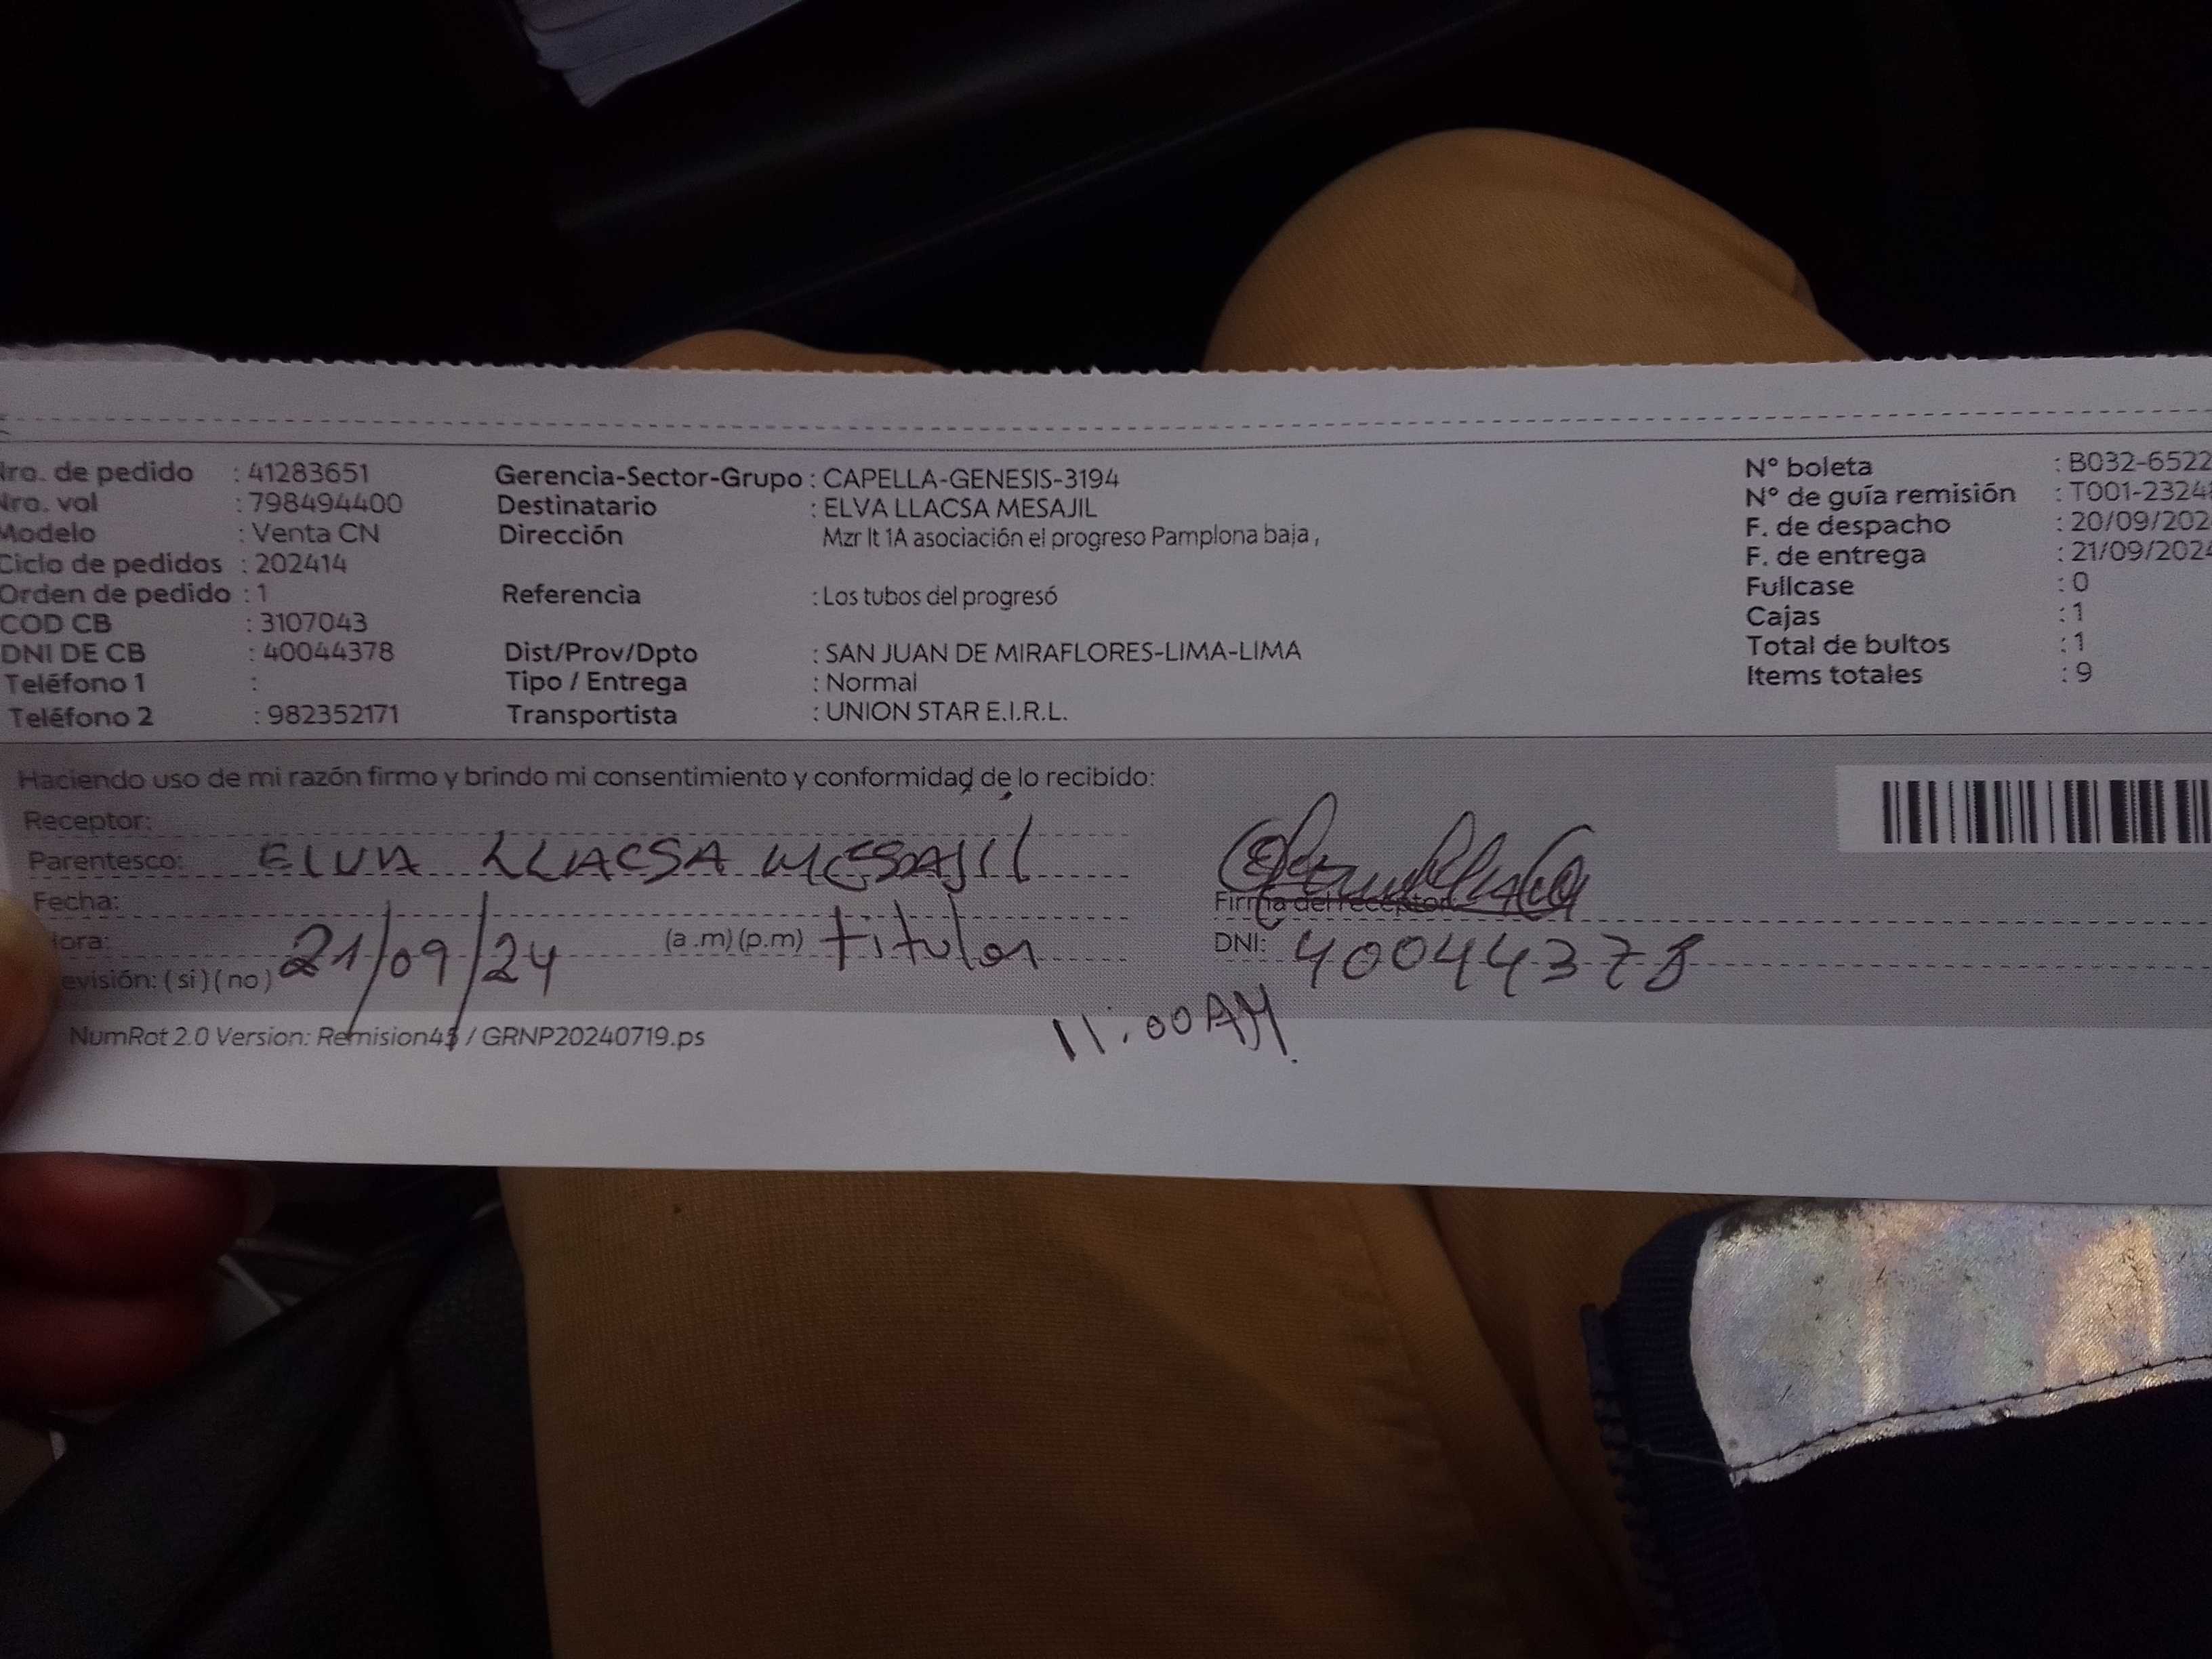 Nro. de pedido : 41283651 Gerencia-Sector-Grupo : CAPELLA-GENESIS-3194 N° boleta : B032-6522
Nro. vol : 798494400 Destinatario : ELVA LLACSA MESAJIL N° de guía remisión : T001-2324
Modelo : Venta CN Dirección Mzr lt 1A asociación el progreso Pamplona baja , F. de despacho : 20/09/202
Ciclo de pedidos : 202414 F. de entrega : 21/09/2024
Orden de pedido : 1 Referencia : Los tubos del progresó Fullcase : 0
COD CB : 3107043 Cajas : 1
DNI DE CB : 40044378 Dist/Prov/Dpto : SAN JUAN DE MIRAFLORES-LIMA-LIMA Total de bultos : 1
Teléfono 1 : Tipo / Entrega : Normal Items totales : 9
Teléfono 2 : 982352171 Transportista : UNION STAR E.I.R.L.
Haciendo uso de mi razón firmo y brindo mi consentimiento y conformidad de lo recibido:
Receptor:
Parentesco: ELVA LLACSA MESAJIL
Fecha: Firma del receptor
Hora: 21/09/24 (a .m) (p.m) titular DNI: 40044378
evisión: ( si ) ( no )
11:00 AM.
NumRot 2.0 Version: Remision45 / GRNP20240719.ps